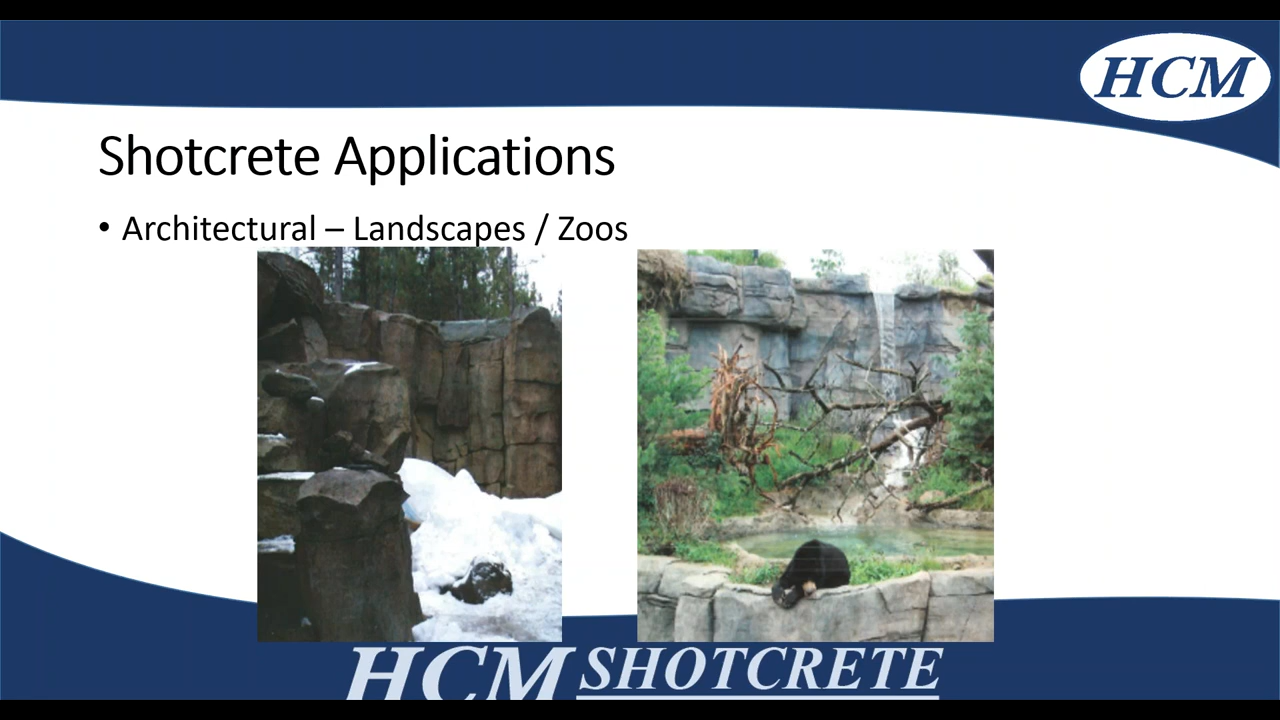 HCM
Shotcrete Applications
• Architectural – Landscapes / Zoos
HCM SHOTCRETE